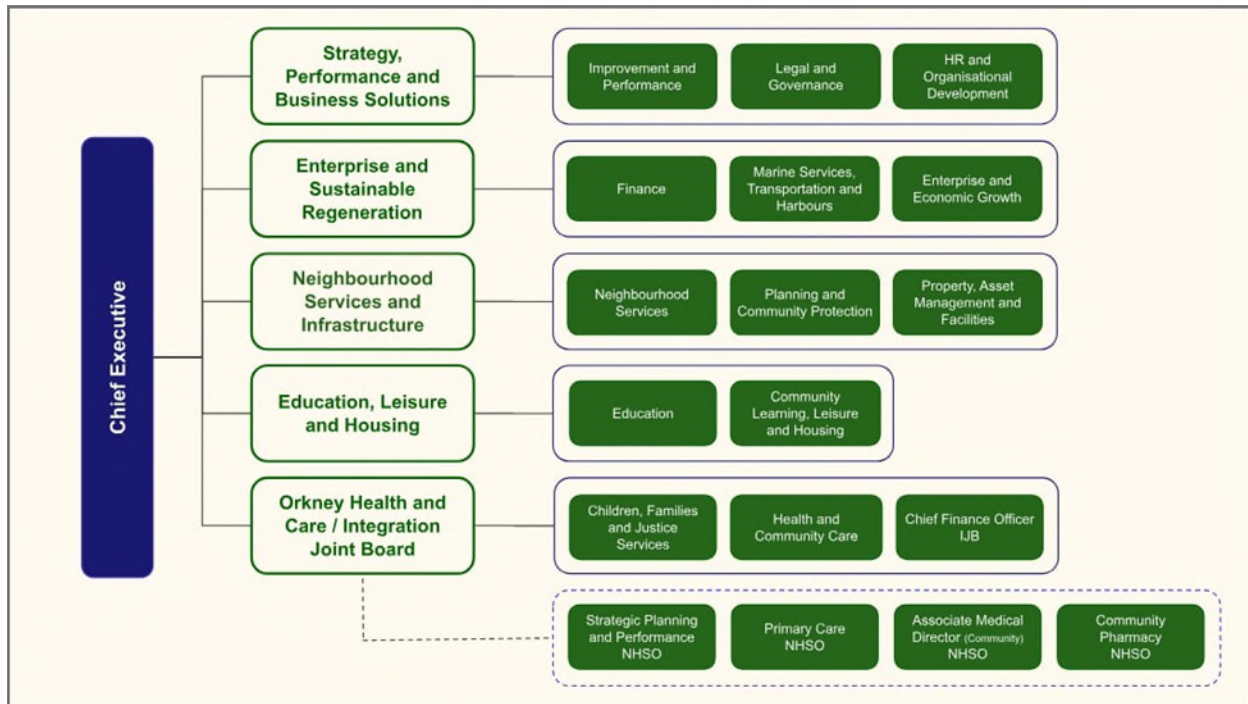 Chief Executive
Strategy,
Performance and
Business Solutions
Improvement and
Performance
Legal and
Governance
HR and
Organisational
Development
Enterprise and
Sustainable
Regeneration
Finance
Marine Services,
Transportation and
Harbours
Enterprise and
Economic Growth
Neighbourhood
Services and
Infrastructure
Neighbourhood
Services
Planning and
Community Protection
Property, Asset
Management and
Facilities
Education, Leisure
and Housing
Education
Community
Learning, Leisure
and Housing
Orkney Health and
Care / Integration
Joint Board
Children, Families
and Justice
Services
Health and
Community Care
Chief Finance Officer
IJB
Strategic Planning
and Performance
NHSO
Primary Care
NHSO
Associate Medical
Director (Community)
NHSO
Community
Pharmacy
NHSO